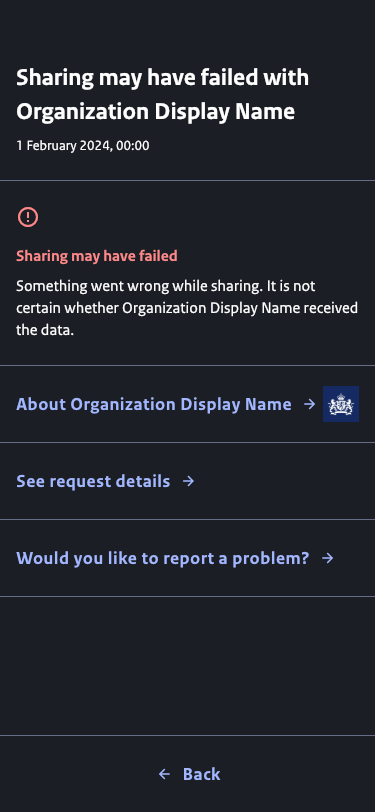 Sharing may have failed with
Organization Display Name
1 February 2024, 00:00
Sharing may have failed
Something went wrong while sharing. It is not
certain whether Organization Display Name received
the data.
About Organization Display Name
See request details
Would you like to report a problem?
Back